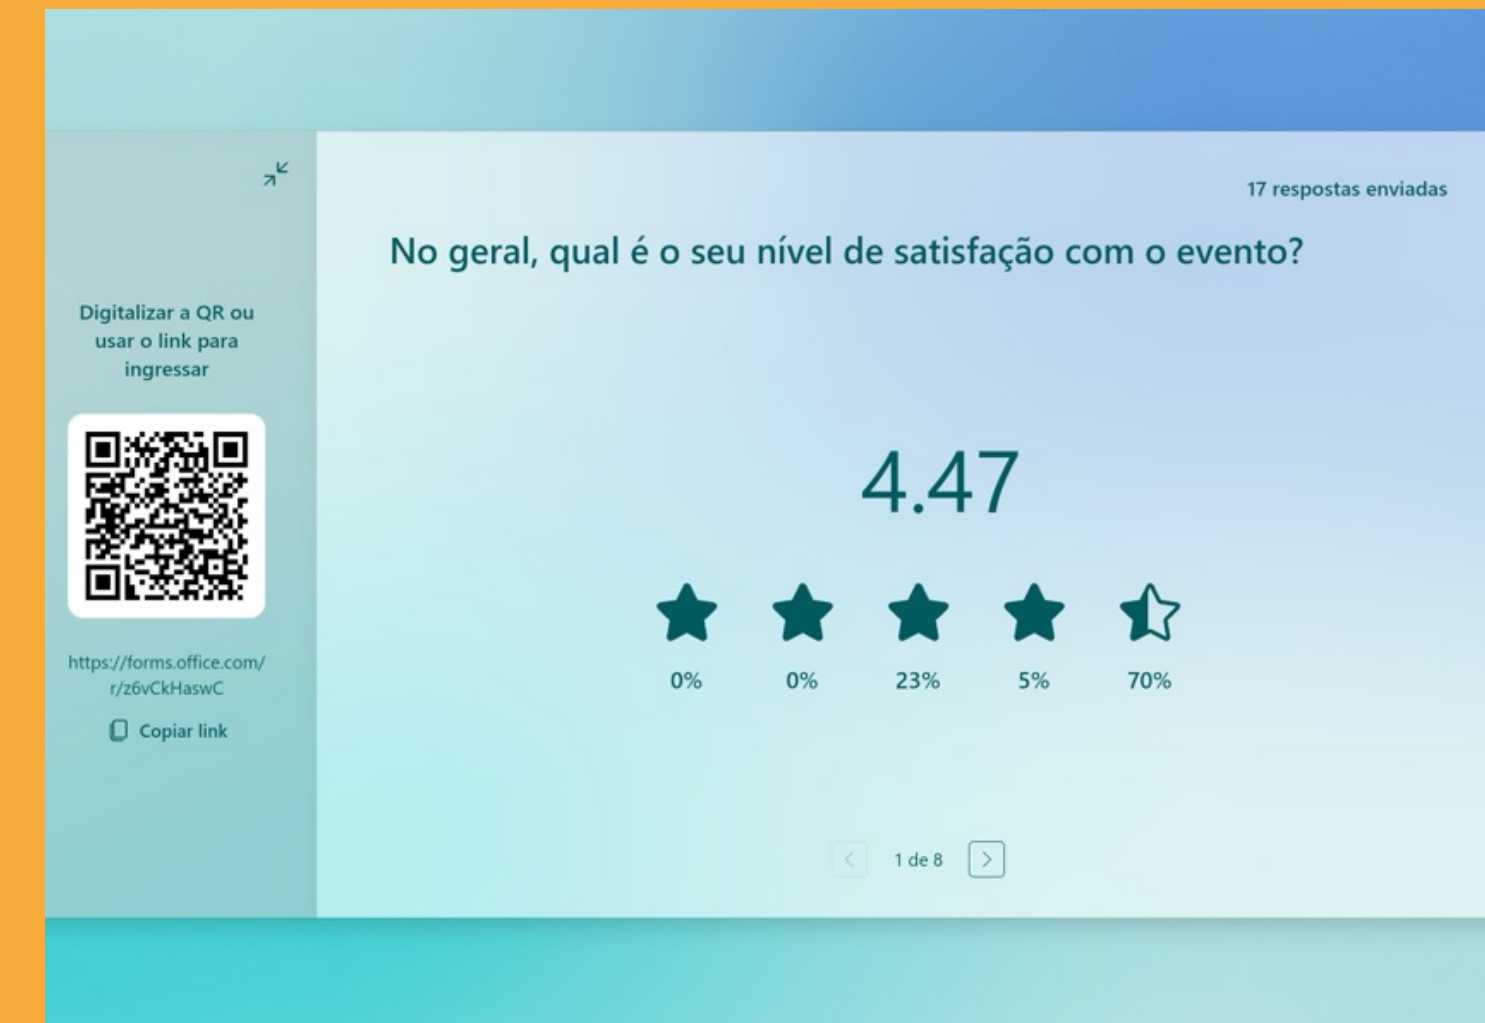 17 respostas enviadas
No geral, qual é o seu nível de satisfação com o evento?
Digitalizar a QR ou
usar o link para
ingressar
https://forms.office.com/
r/z6vCkHaswC
Copiar link
4.47
0% 0% 23% 5% 70%
1 de 8